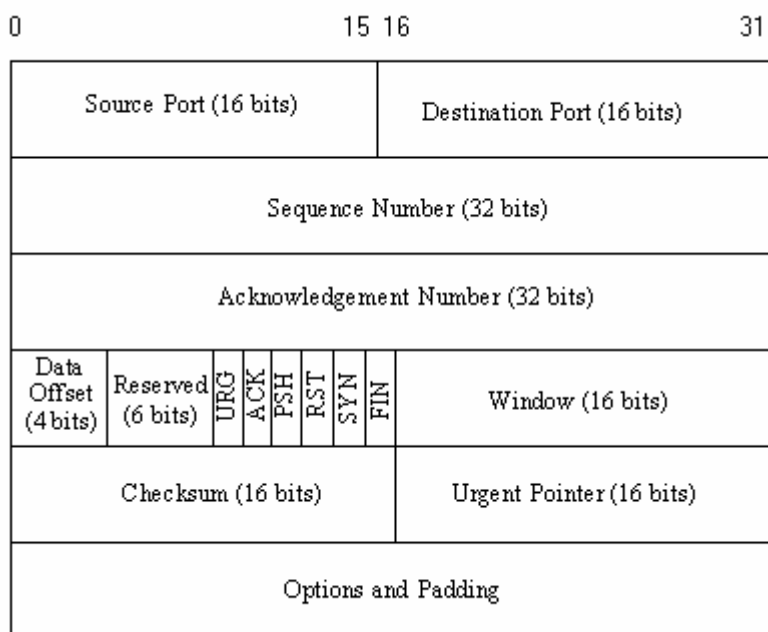 0 15 16 31
Source Port (16 bits) Destination Port (16 bits)
Sequence Number (32 bits)
Acknowledgement Number (32 bits)
Data
Offset
(4 bits)
Reserved
(6 bits)
URG
ACK
PSH
RST
SYN
FIN
Window (16 bits)
Checksum (16 bits) Urgent Pointer (16 bits)
Options and Padding